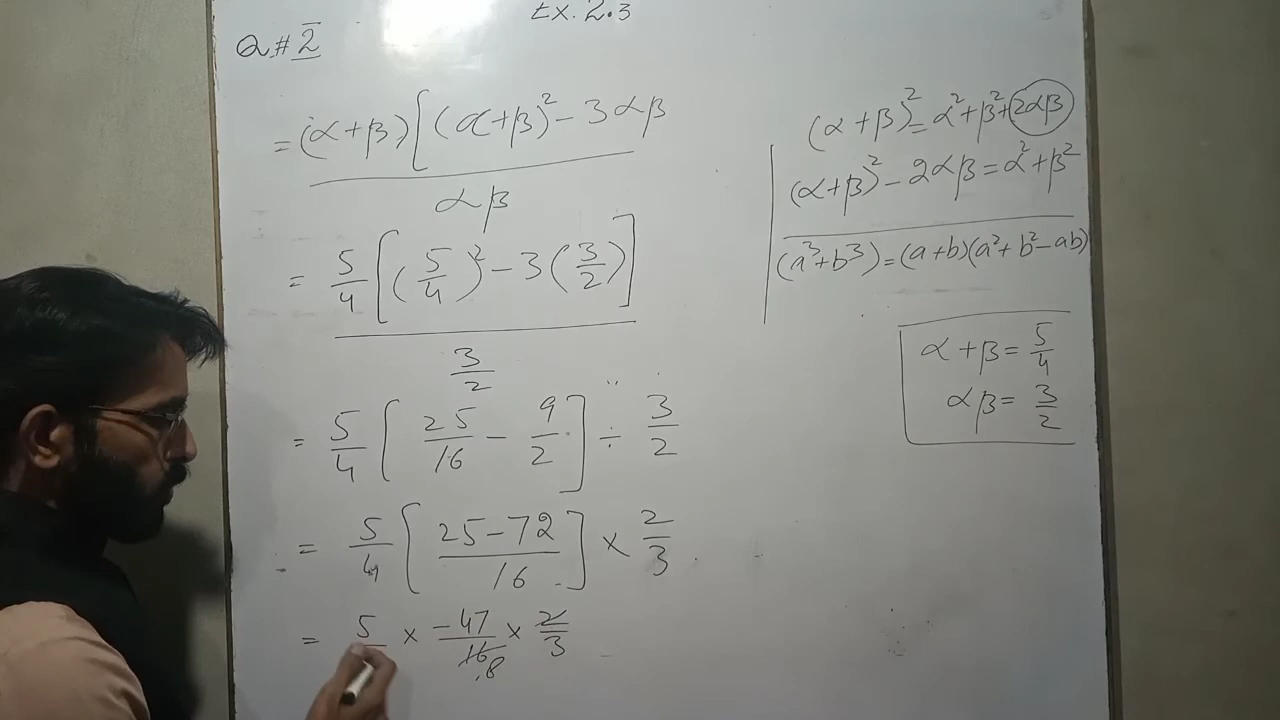 Ex. 2.3
Q # 2
= (α+β)[(α+β)² - 3αβ
αβ
= 5/4 [(5/4)² - 3(3/2)]
3/2
= 5/4 [25/16 - 9/2] ÷ 3/2
= 5/4 [25-72/16] × 2/3
= 5 × -47/16 × 2/3
8
(α+β)² = α²+β²+2αβ
(α+β)² - 2αβ = α²+β²
(a³+b³) = (a+b)(a²+b²-ab)
α+β = 5/4
αβ = 3/2